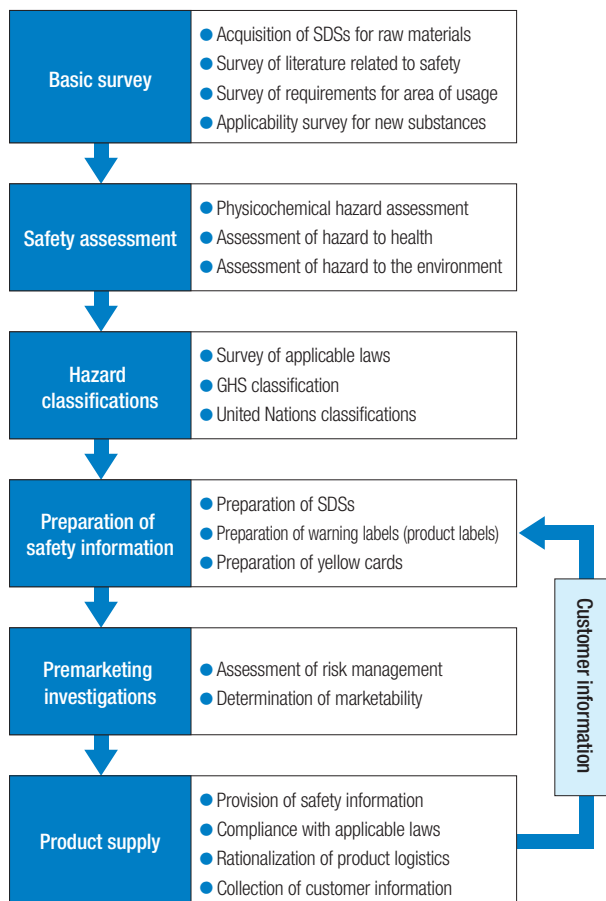 Basic survey
● Acquisition of SDSs for raw materials
● Survey of literature related to safety
● Survey of requirements for area of usage
● Applicability survey for new substances
Safety assessment
● Physicochemical hazard assessment
● Assessment of hazard to health
● Assessment of hazard to the environment
Hazard
classifications
● Survey of applicable laws
● GHS classification
● United Nations classifications
Preparation of
safety information
● Preparation of SDSs
● Preparation of warning labels (product labels)
● Preparation of yellow cards
Premarketing
investigations
● Assessment of risk management
● Determination of marketability
Product supply
● Provision of safety information
● Compliance with applicable laws
● Rationalization of product logistics
● Collection of customer information
Customer information